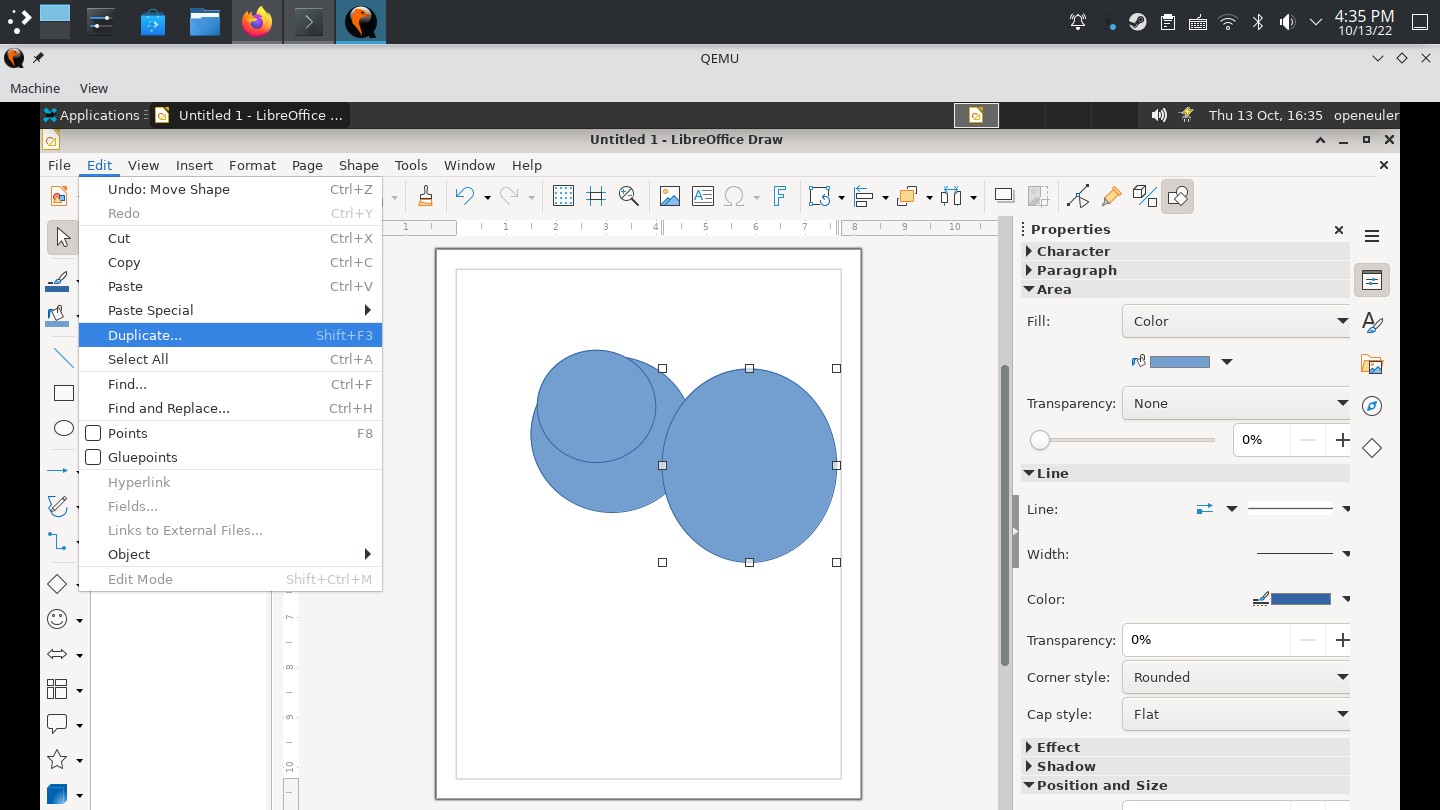 4:35 PM
10/13/22
QEMU
Machine View
Applications Untitled 1 - LibreOffice ... Thu 13 Oct, 16:35 openeuler
Untitled 1 - LibreOffice Draw
File Edit View Insert Format Page Shape Tools Window Help
Undo: Move Shape Ctrl+Z
Redo Ctrl+Y
Cut Ctrl+X
Copy Ctrl+C
Paste Ctrl+V
Paste Special
Duplicate... Shift+F3
Select All Ctrl+A
Find... Ctrl+F
Find and Replace... Ctrl+H
Points F8
Gluepoints
Hyperlink
Fields...
Links to External Files...
Object
Edit Mode Shift+Ctrl+M
1 1 2 3 4 5 6 7 8 9 10
7
8
9
10
Properties
Character
Paragraph
Area
Fill: Color
Transparency: None
0%
Line
Line:
Width:
Color:
Transparency: 0%
Corner style: Rounded
Cap style: Flat
Effect
Shadow
Position and Size